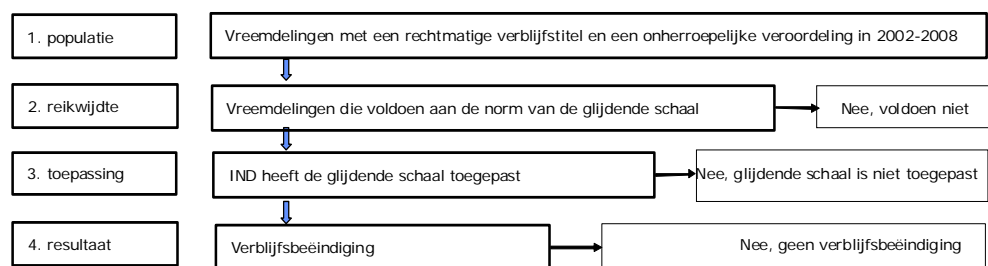 1. populatie
Vreemdelingen met een rechtmatige verblijfstitel en een onherroepelijke veroordeling in 2002-2008
2. reikwijdte
Vreemdelingen die voldoen aan de norm van de glijdende schaal
Nee, voldoen niet
3. toepassing
IND heeft de glijdende schaal toegepast
Nee, glijdende schaal is niet toegepast
4. resultaat
Verblijfsbeëindiging
Nee, geen verblijfsbeëindiging